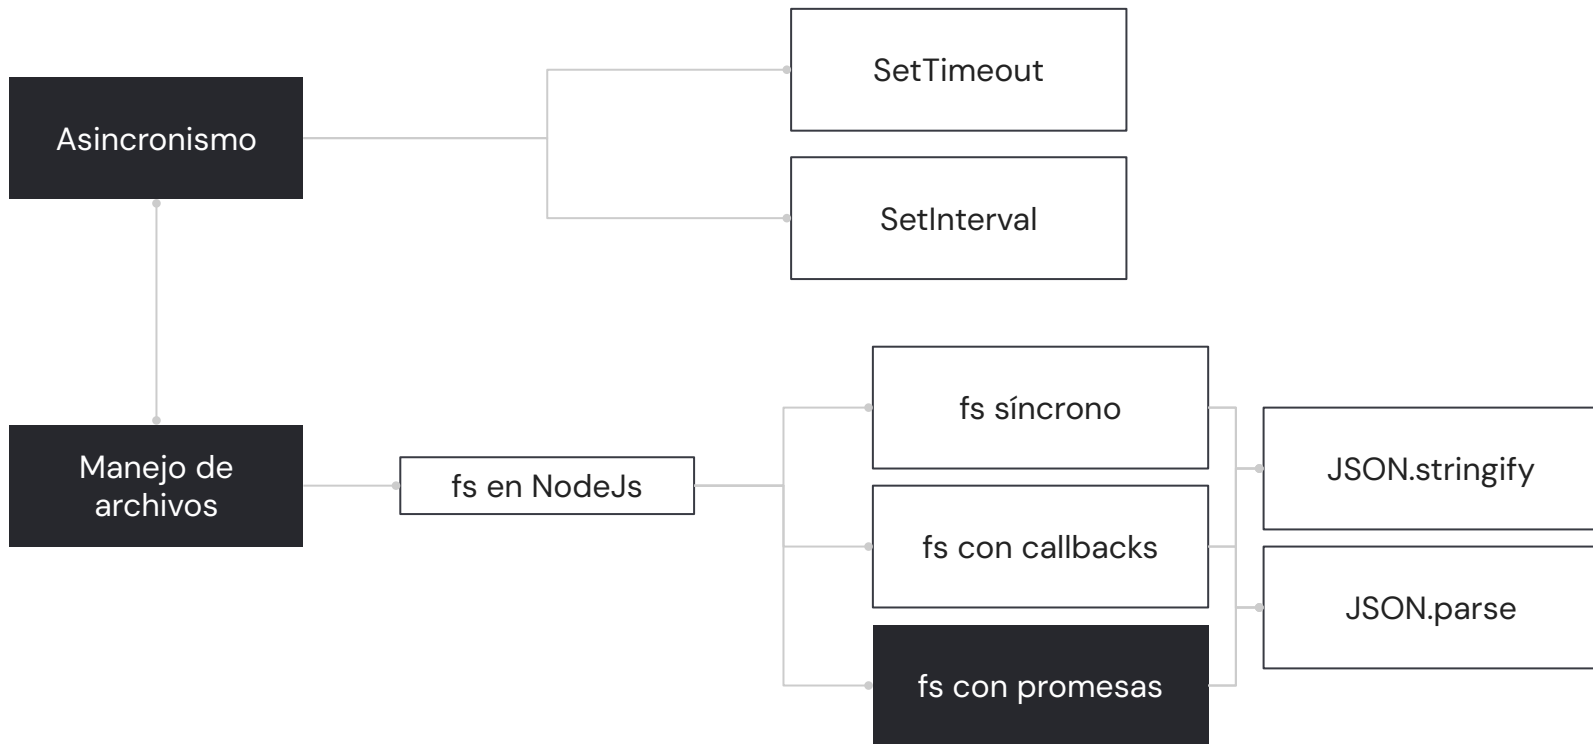 SetTimeout
Asincronismo
SetInterval
fs síncrono
Manejo de
archivos
fs en NodeJs
JSON.stringify
fs con callbacks
JSON.parse
fs con promesas